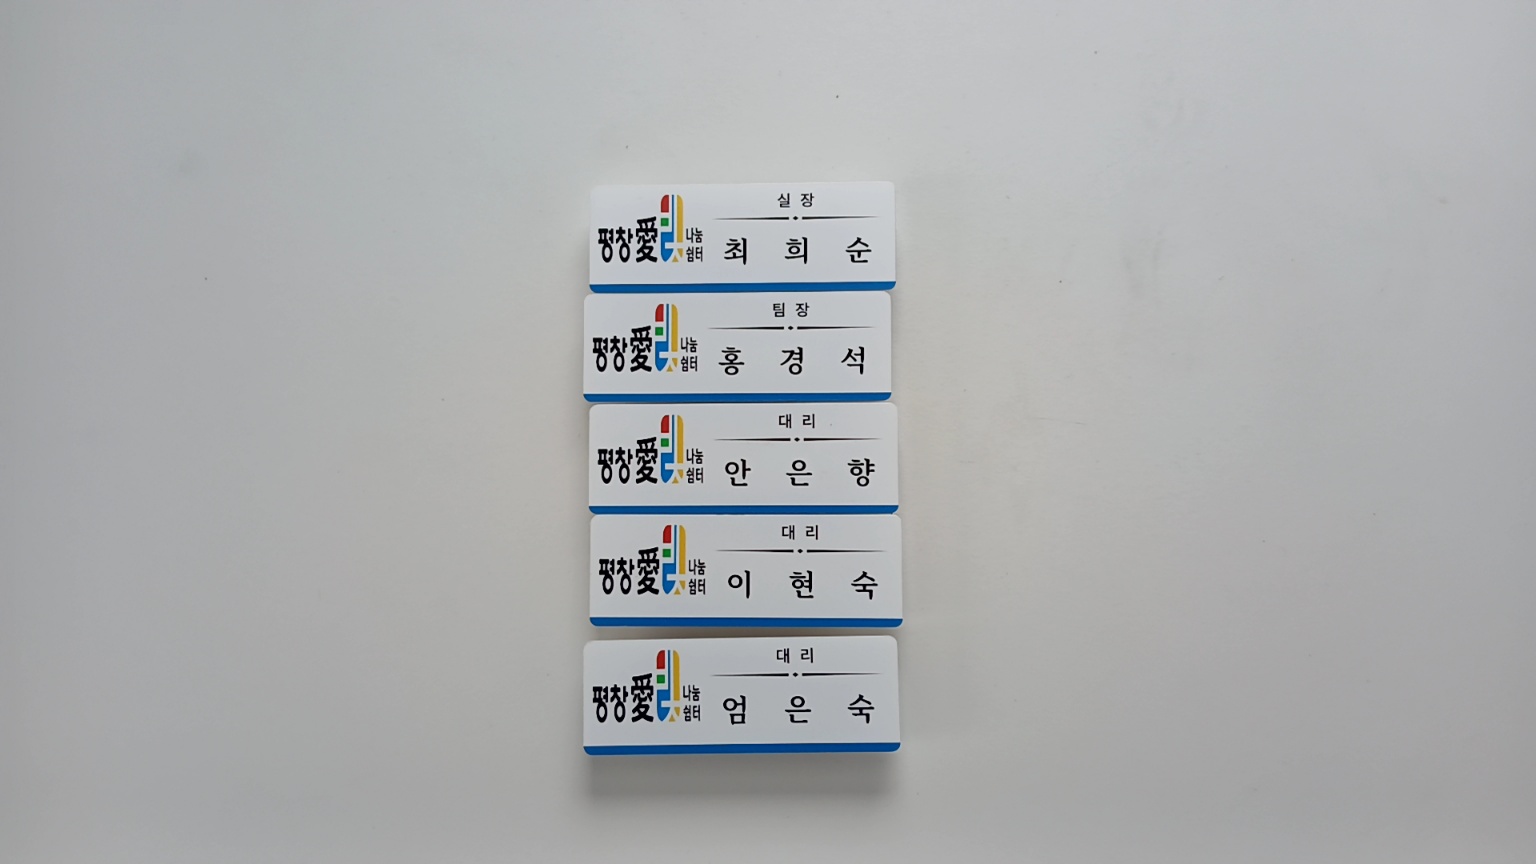 실장
평창愛 나눔
쉼터
최 희 순
팀장
평창愛 나눔
쉼터
홍 경 석
대리
평창愛 나눔
쉼터
안 은 향
대리
평창愛 나눔
쉼터
이 현 숙
대리
평창愛 나눔
쉼터
엄 은 숙